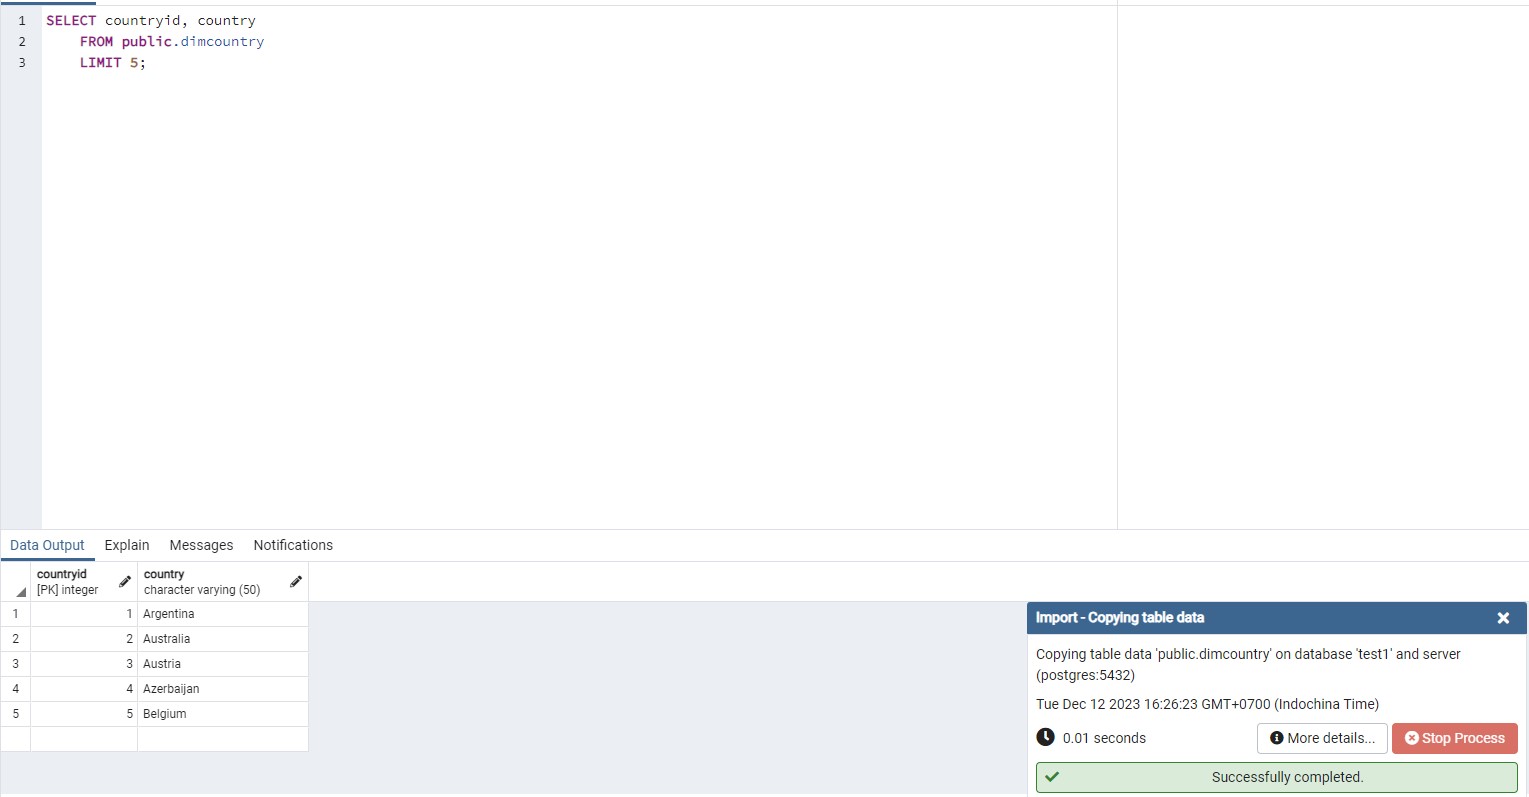 1 SELECT countryid, country
2 FROM public.dimcountry
3 LIMIT 5;
Data Output Explain Messages Notifications
countryid country
[PK] integer character varying (50)
1 1 Argentina
2 2 Australia
3 3 Austria
4 4 Azerbaijan
5 5 Belgium
Import - Copying table data
Copying table data 'public.dimcountry' on database 'test1' and server
(postgres:5432)
Tue Dec 12 2023 16:26:23 GMT+0700 (Indochina Time)
0.01 seconds More details... Stop Process
Successfully completed.